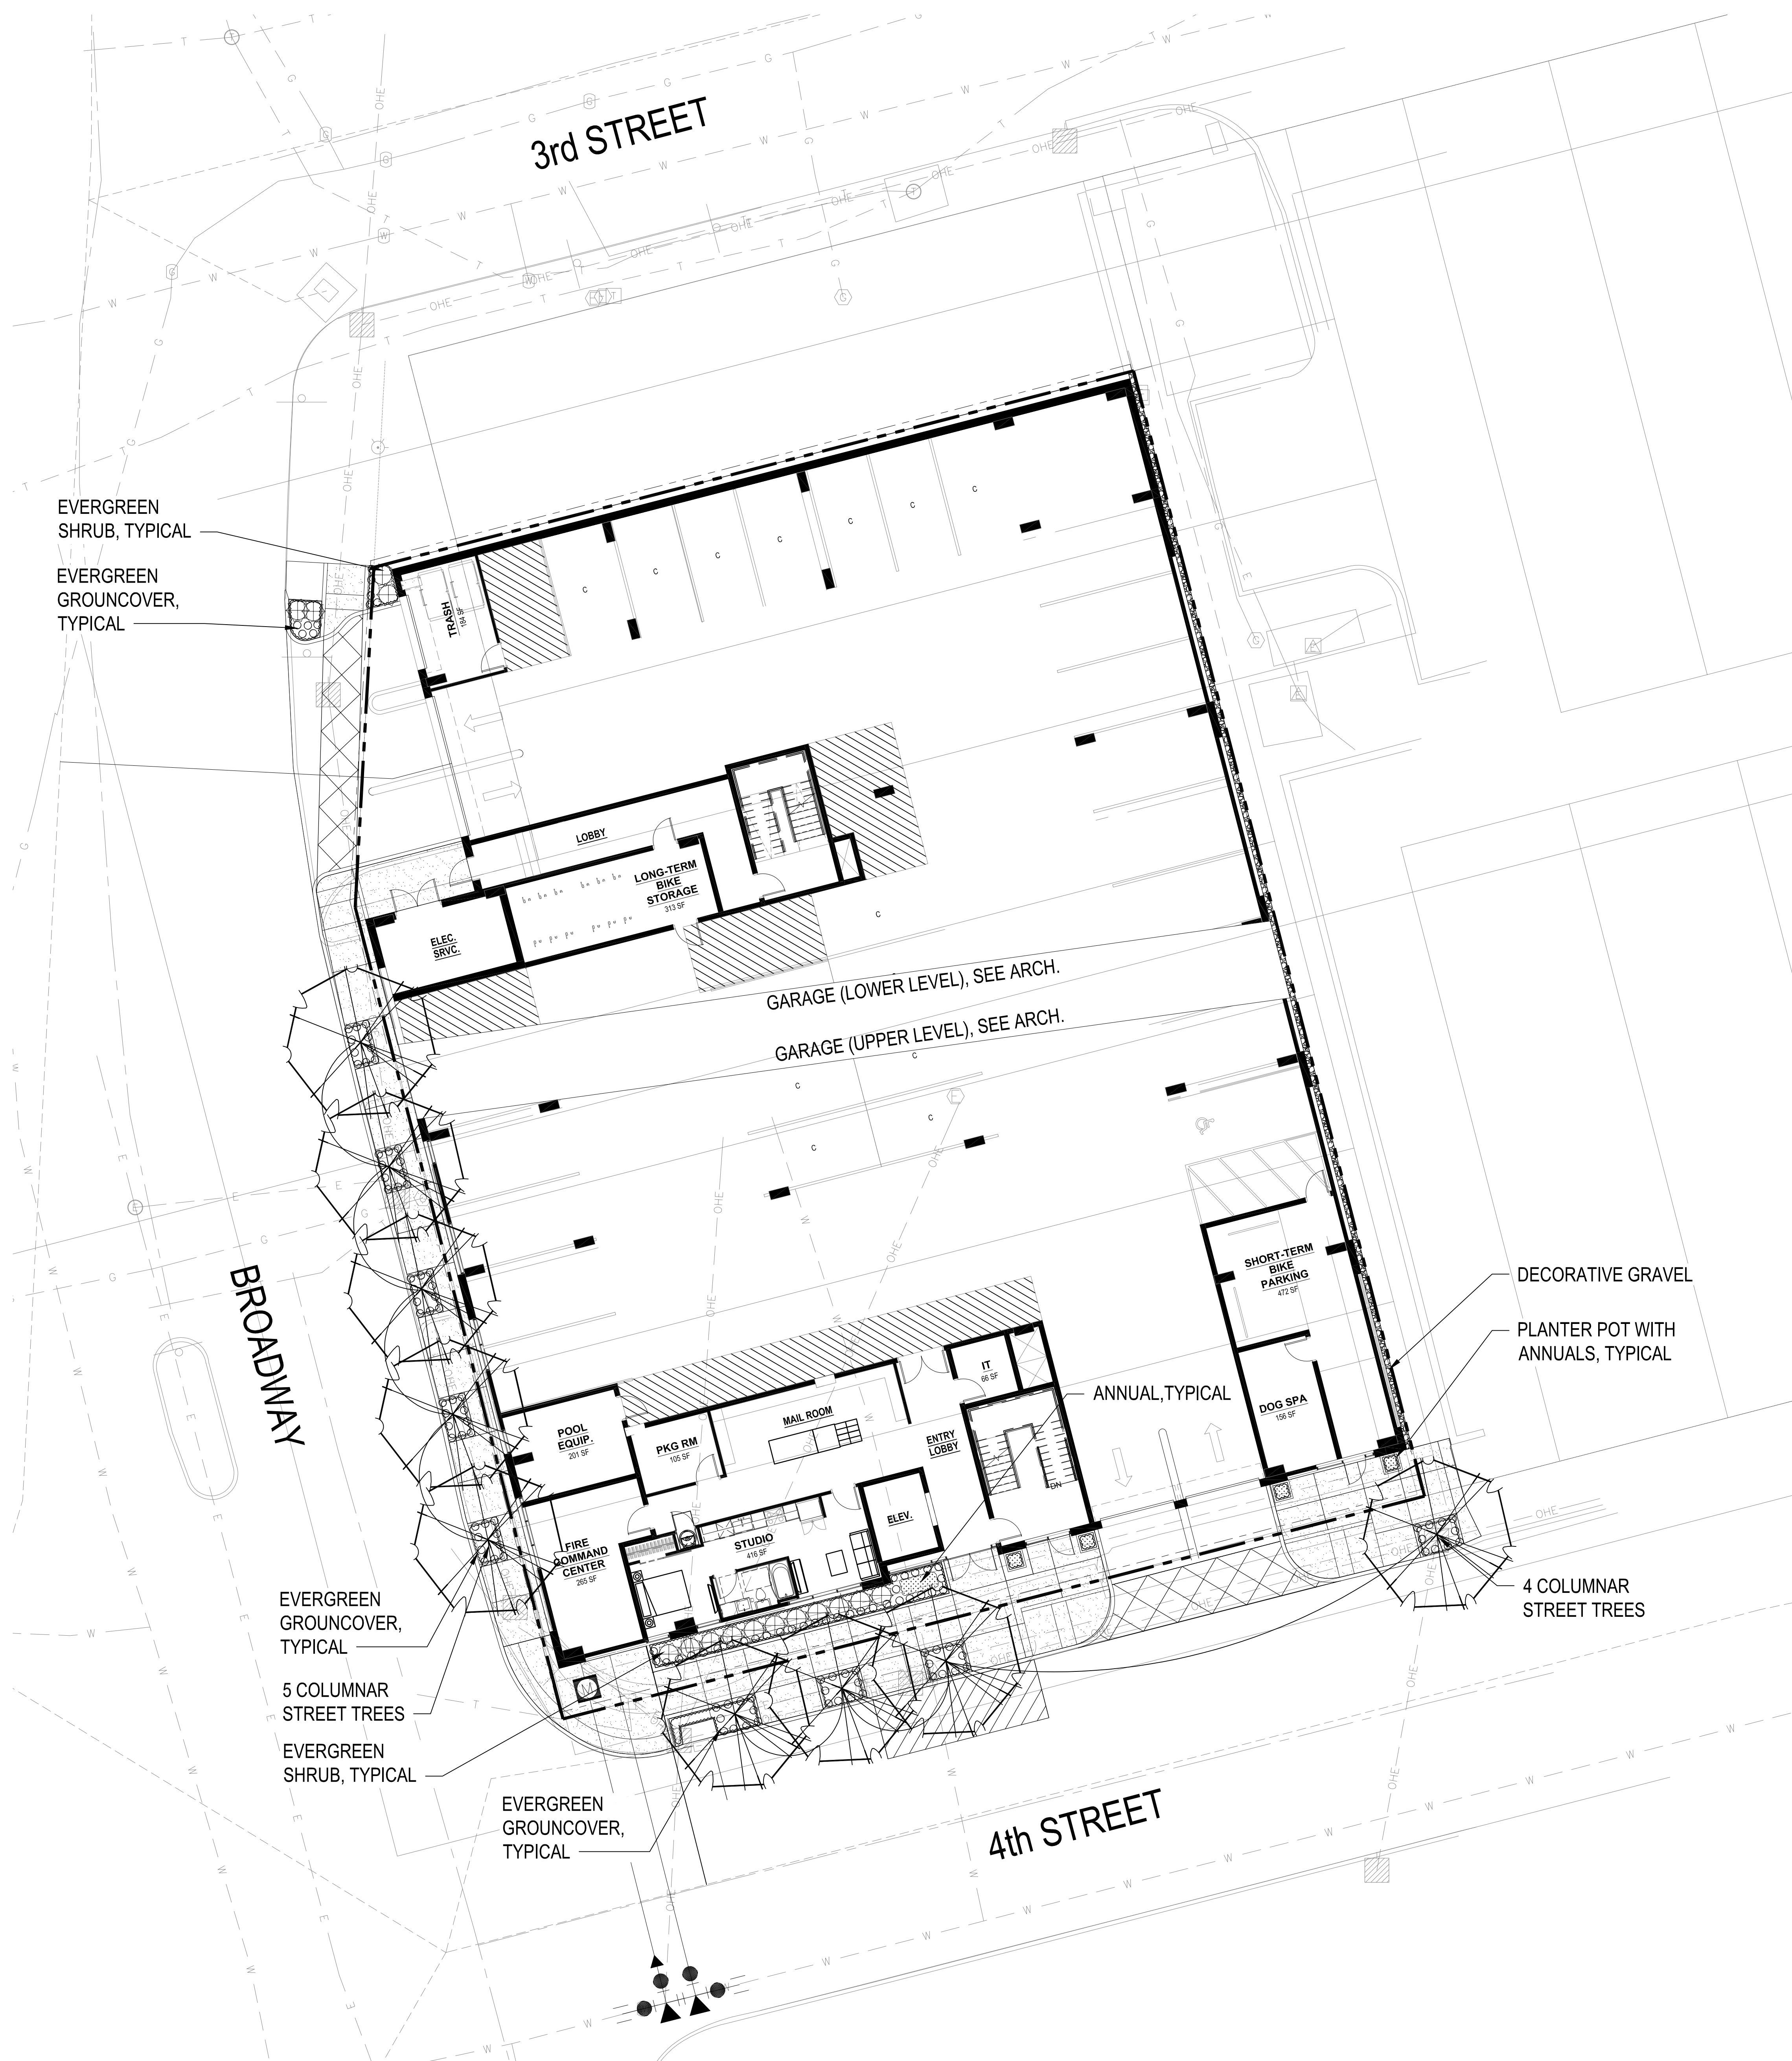 3rd STREET
EVERGREEN
SHRUB, TYPICAL
EVERGREEN
GROUNCOVER,
TYPICAL
TRASH
184 SF
LOBBY
LONG-TERM
BIKE
STORAGE
313 SF
ELEC.
SRVC.
GARAGE (LOWER LEVEL), SEE ARCH.
GARAGE (UPPER LEVEL), SEE ARCH.
BROADWAY
SHORT-TERM
BIKE
PARKING
472 SF
DECORATIVE GRAVEL
PLANTER POT WITH
ANNUALS, TYPICAL
ANNUAL,TYPICAL
IT
66 SF
DOG SPA
156 SF
MAIL ROOM
POOL
EQUIP.
201 SF
PKG RM
105 SF
ENTRY
LOBBY
DN
ELEV.
STUDIO
416 SF
FIRE
COMMAND
CENTER
265 SF
4 COLUMNAR
STREET TREES
EVERGREEN
GROUNCOVER,
TYPICAL
5 COLUMNAR
STREET TREES
EVERGREEN
SHRUB, TYPICAL
EVERGREEN
GROUNCOVER,
TYPICAL
4th STREET